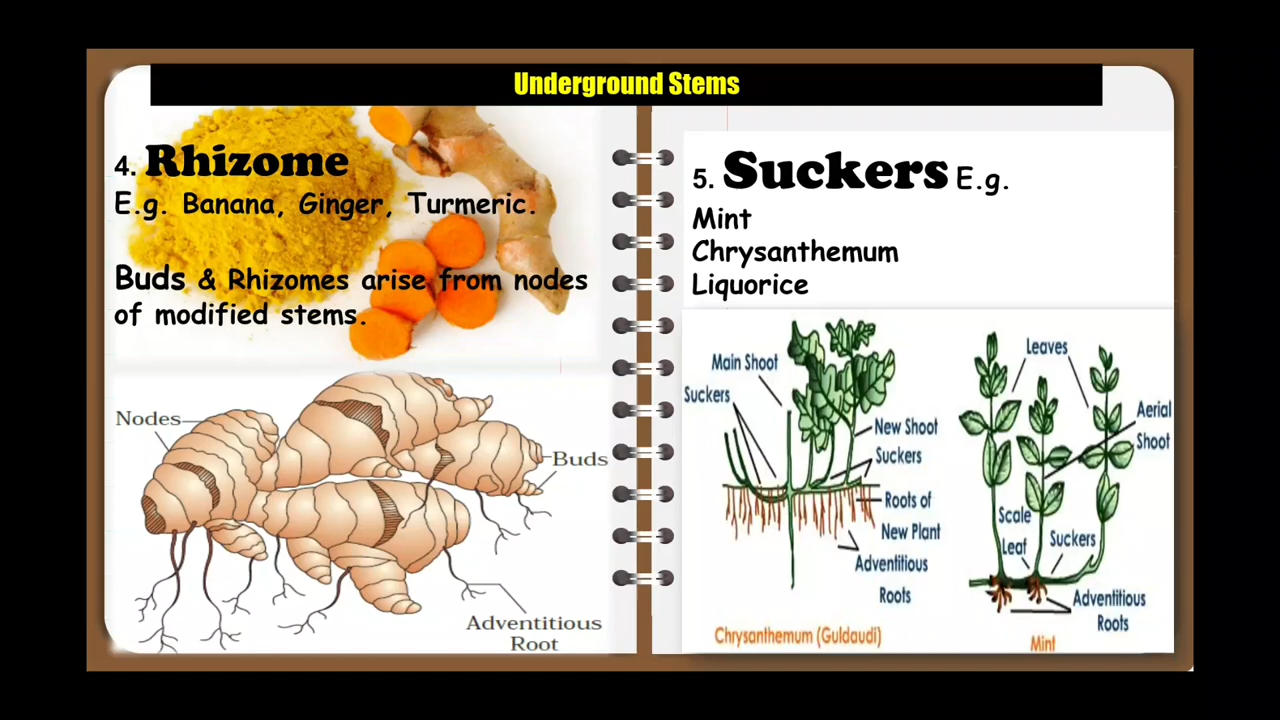 Underground Stems
4. Rhizome
E.g. Banana, Ginger, Turmeric.
Buds & Rhizomes arise from nodes
of modified stems.
Nodes
Buds
Adventitious
Root
5. Suckers E.g.
Mint
Chrysanthemum
Liquorice
Main Shoot
Suckers
New Shoot
Suckers
Roots of
New Plant
Adventitious
Roots
Chrysanthemum (Guldaudi)
Leaves
Aerial
Shoot
Scale
Leaf
Suckers
Adventitious
Roots
Mint